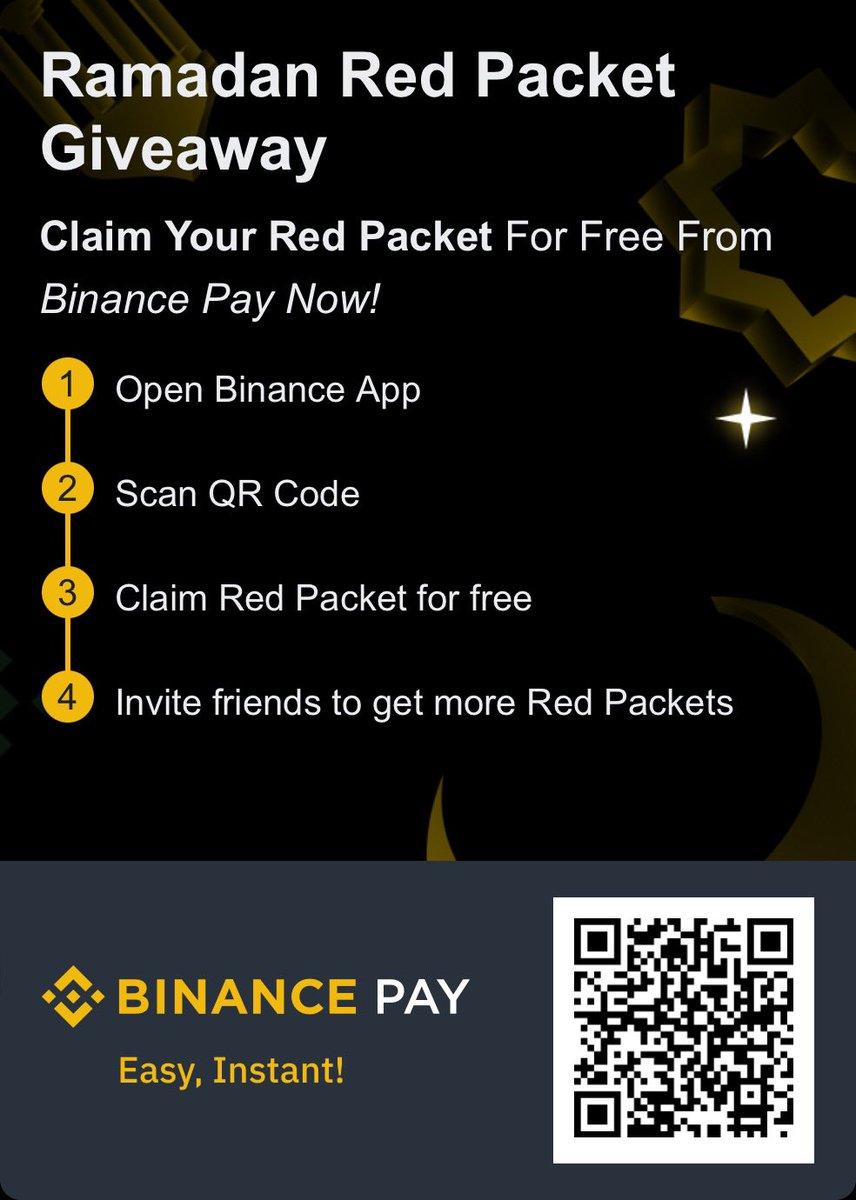 Ramadan Red Packet
Giveaway
Claim Your Red Packet For Free From
Binance Pay Now!
1 Open Binance App
2 Scan QR Code
3 Claim Red Packet for free
4 Invite friends to get more Red Packets
BINANCE PAY
Easy, Instant!